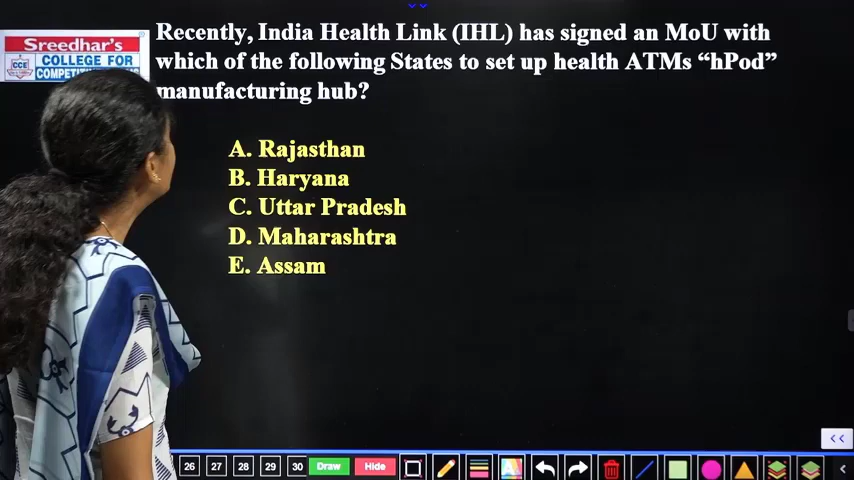 Recently, India Health Link (IHL) has signed an MoU with
which of the following States to set up health ATMs “hPod”
manufacturing hub?
Sreedhar's
CCE
COLLEGE FOR
A. Rajasthan
B. Haryana
C. Uttar Pradesh
D. Maharashtra
E. Assam
26 27 28 29 30 Draw Hide